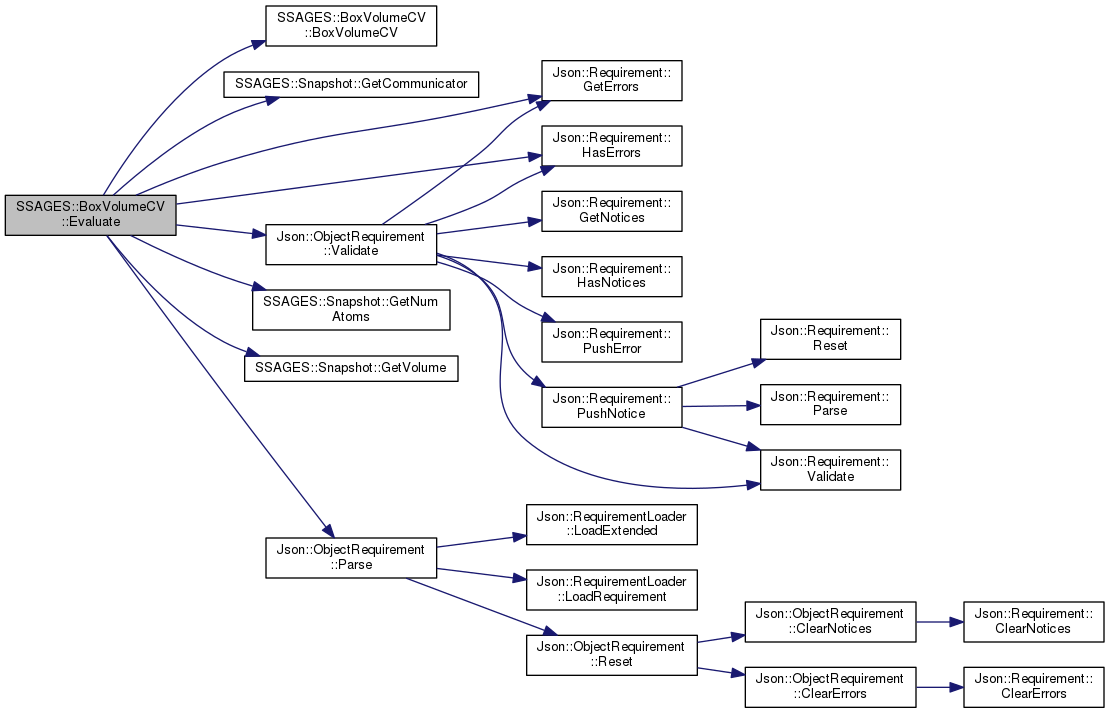 SSAGES::BoxVolumeCV
::Evaluate
SSAGES::BoxVolumeCV
::BoxVolumeCV
SSAGES::Snapshot::GetCommunicator
Json::ObjectRequirement
::Validate
SSAGES::Snapshot::GetNum
Atoms
SSAGES::Snapshot::GetVolume
Json::ObjectRequirement
::Parse
Json::Requirement::
GetErrors
Json::Requirement::
HasErrors
Json::Requirement::
GetNotices
Json::Requirement::
HasNotices
Json::Requirement::
PushError
Json::Requirement::
PushNotice
Json::RequirementLoader
::LoadExtended
Json::RequirementLoader
::LoadRequirement
Json::ObjectRequirement
::Reset
Json::Requirement::
Reset
Json::Requirement::
Parse
Json::Requirement::
Validate
Json::ObjectRequirement
::ClearNotices
Json::ObjectRequirement
::ClearErrors
Json::Requirement::
ClearNotices
Json::Requirement::
ClearErrors